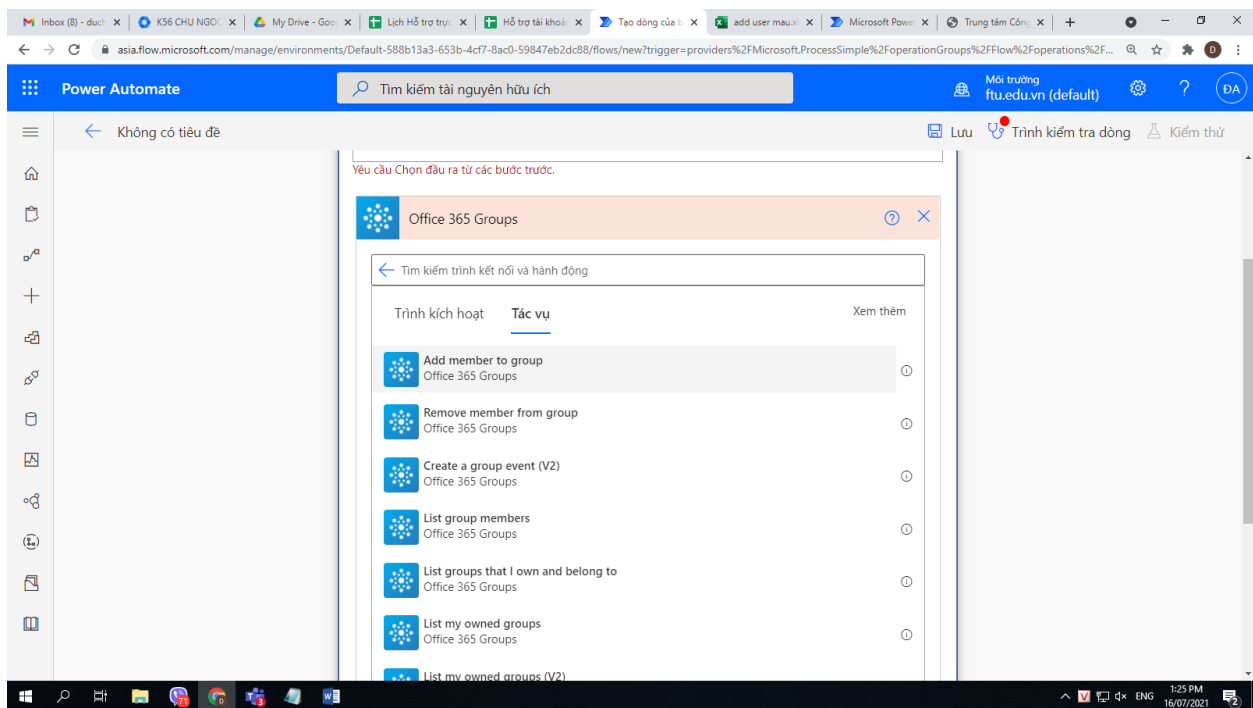 Inbox (8) - duch
K56 CHU NGOC
My Drive - Goo
Lịch Hỗ trợ trực
Hỗ trợ tài khoản
Tạo dòng của b
add user mau.x
Microsoft Power
Trung tâm Công
asia.flow.microsoft.com/manage/environments/Default-588b13a3-653b-4cf7-8ac0-59847eb2dc88/flows/new?trigger=providers%2FMicrosoft.ProcessSimple%2FoperationGroups%2FFlow%2Foperations%2F...
D
Power Automate
Tìm kiếm tài nguyên hữu ích
Môi trường
ftu.edu.vn (default)
?
ĐA
Không có tiêu đề
Lưu
Trình kiểm tra dòng
Kiểm thử
Yêu cầu Chọn đầu ra từ các bước trước.
Office 365 Groups
Tìm kiếm trình kết nối và hành động
Trình kích hoạt
Tác vụ
Xem thêm
Add member to group
Office 365 Groups
Remove member from group
Office 365 Groups
Create a group event (V2)
Office 365 Groups
List group members
Office 365 Groups
List groups that I own and belong to
Office 365 Groups
List my owned groups
Office 365 Groups
List my owned groups (V2)
ENG
1:25 PM
16/07/2021